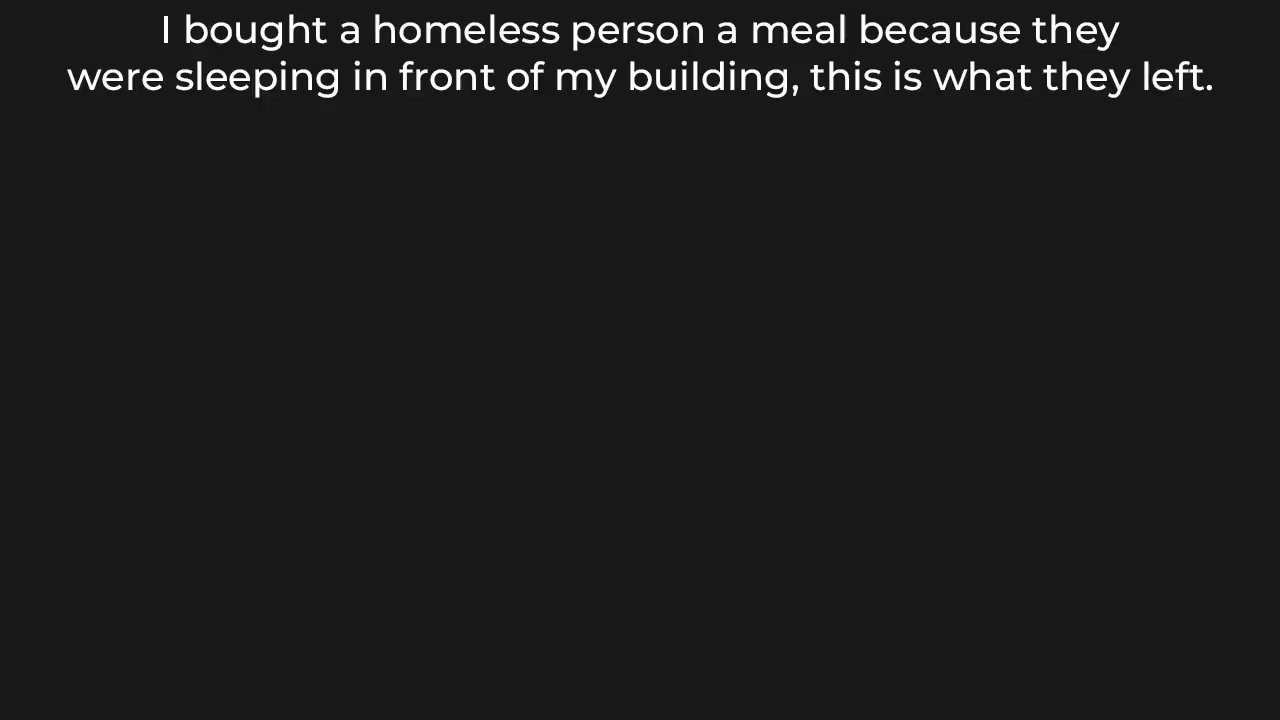 I bought a homeless person a meal because they
were sleeping in front of my building, this is what they left.